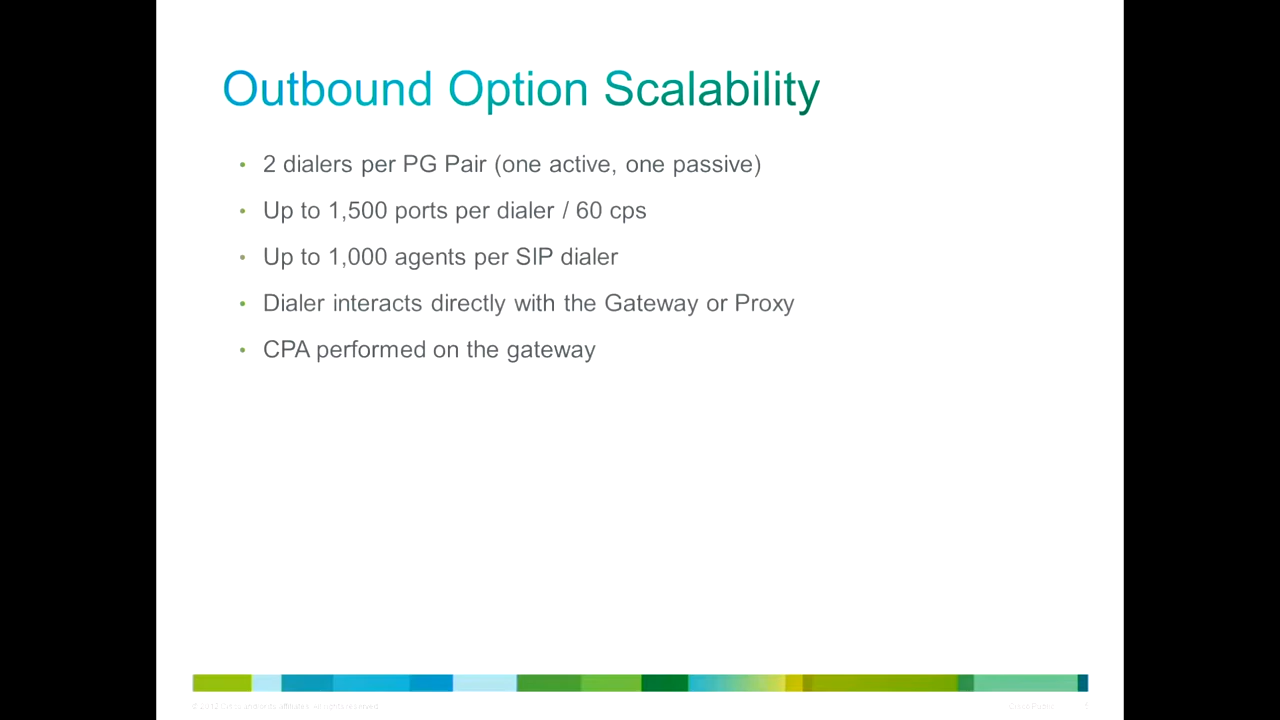 Outbound Option Scalability
• 2 dialers per PG Pair (one active, one passive)
• Up to 1,500 ports per dialer / 60 cps
• Up to 1,000 agents per SIP dialer
• Dialer interacts directly with the Gateway or Proxy
• CPA performed on the gateway